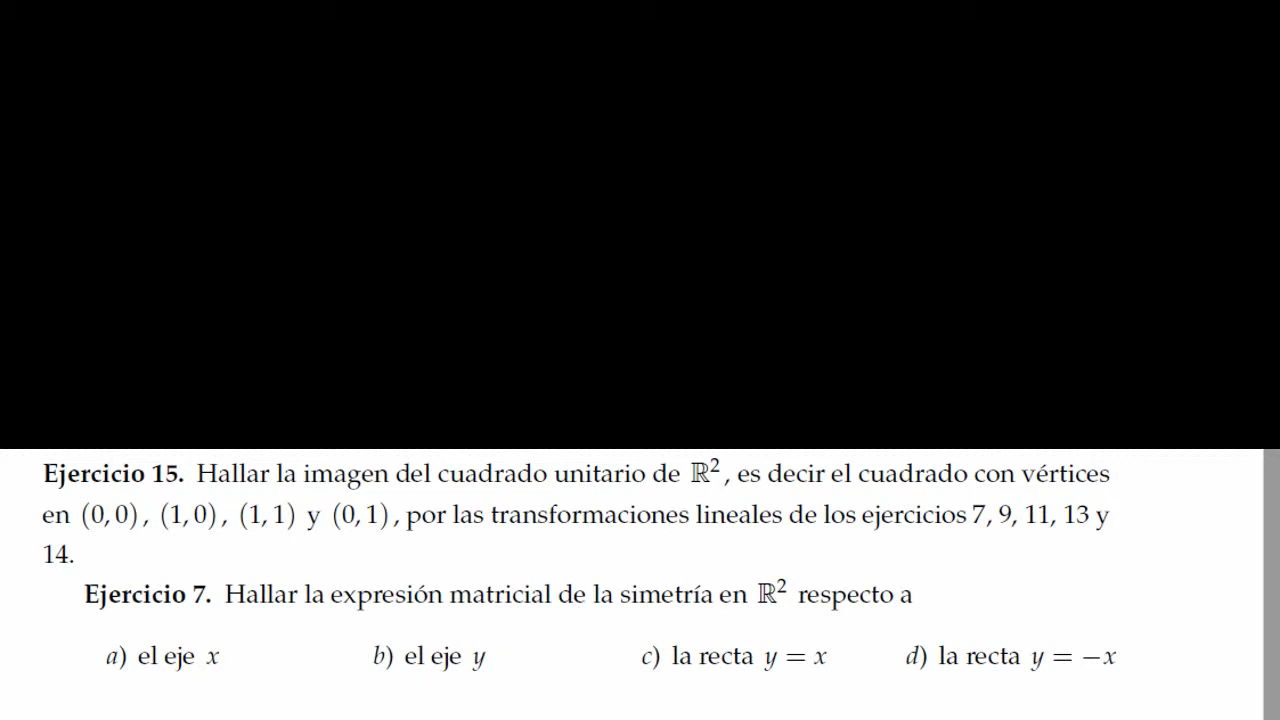 Ejercicio 15. Hallar la imagen del cuadrado unitario de ℝ², es decir el cuadrado con vértices
en (0,0), (1,0), (1,1) y (0,1), por las transformaciones lineales de los ejercicios 7, 9, 11, 13 y
14.
Ejercicio 7. Hallar la expresión matricial de la simetría en ℝ² respecto a
a) el eje x b) el eje y c) la recta y = x d) la recta y = −x